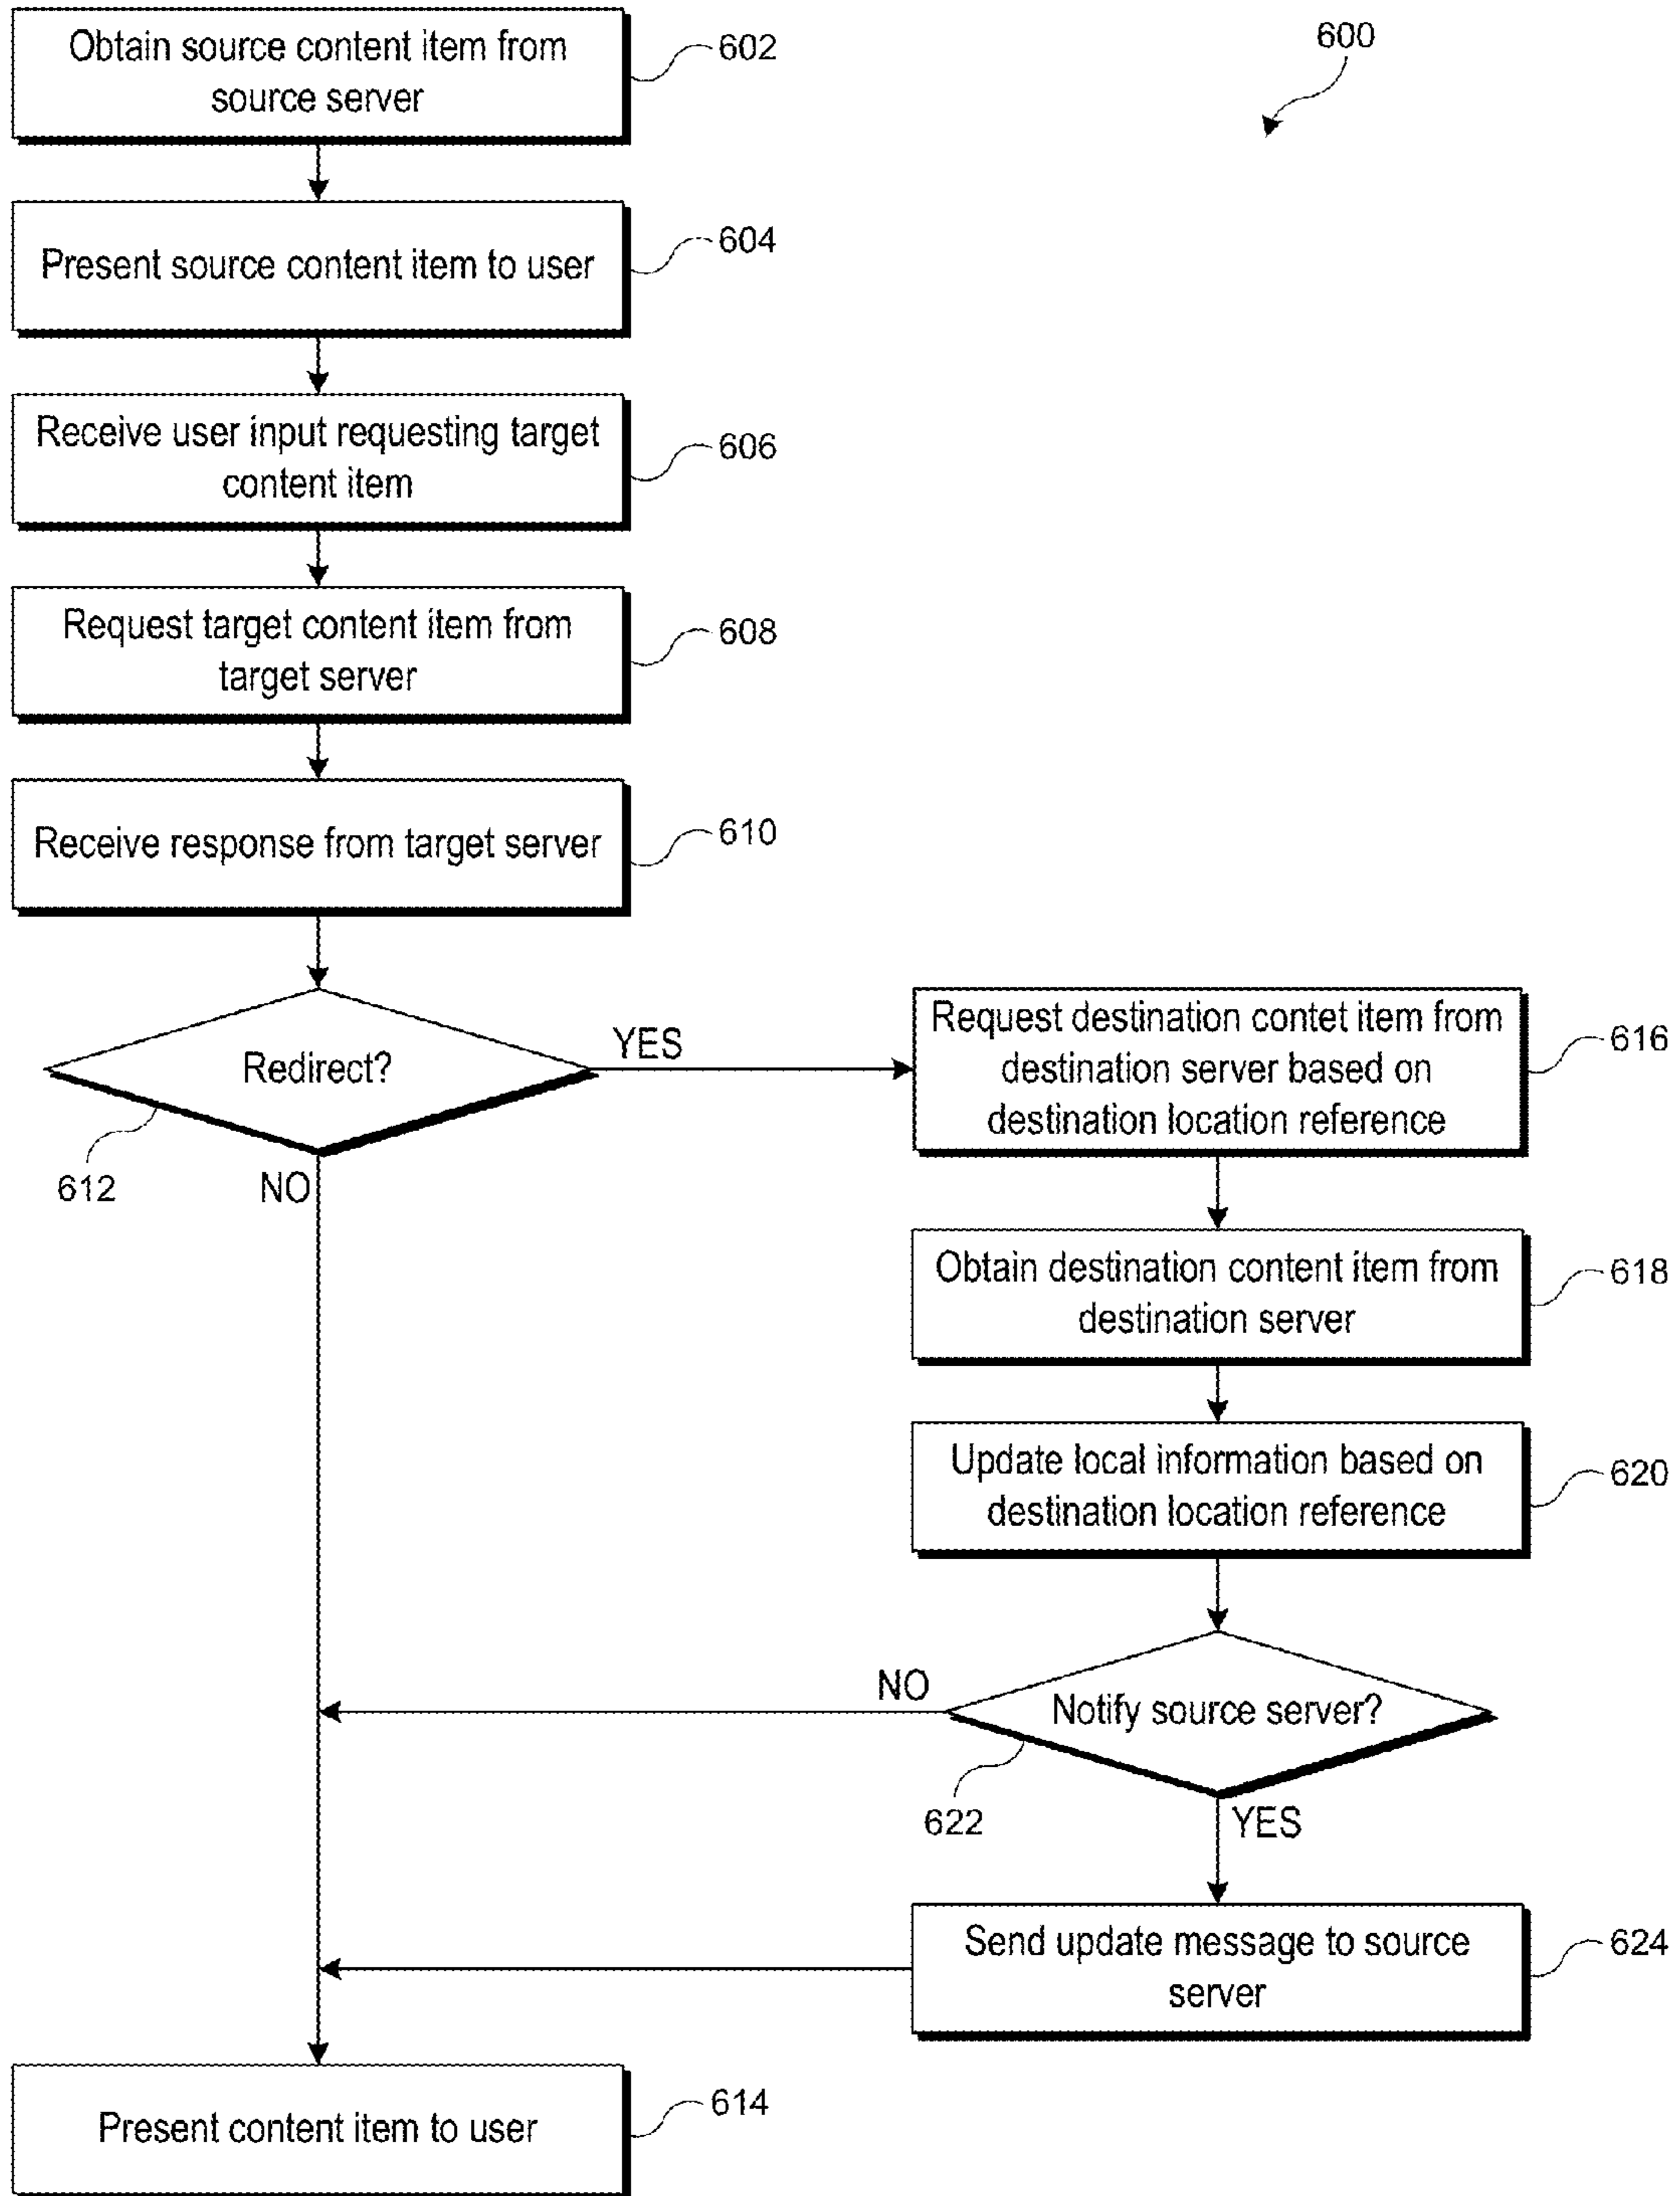 600
Obtain source content item from
source server
602
Present source content item to user
604
Receive user input requesting target
content item
606
Request target content item from
target server
608
Receive response from target server
610
Redirect?
612
YES
NO
Request destination contet item from
destination server based on
destination location reference
616
Obtain destination content item from
destination server
618
Update local information based on
destination location reference
620
Notify source server?
622
NO
YES
Send update message to source
server
624
Present content item to user
614